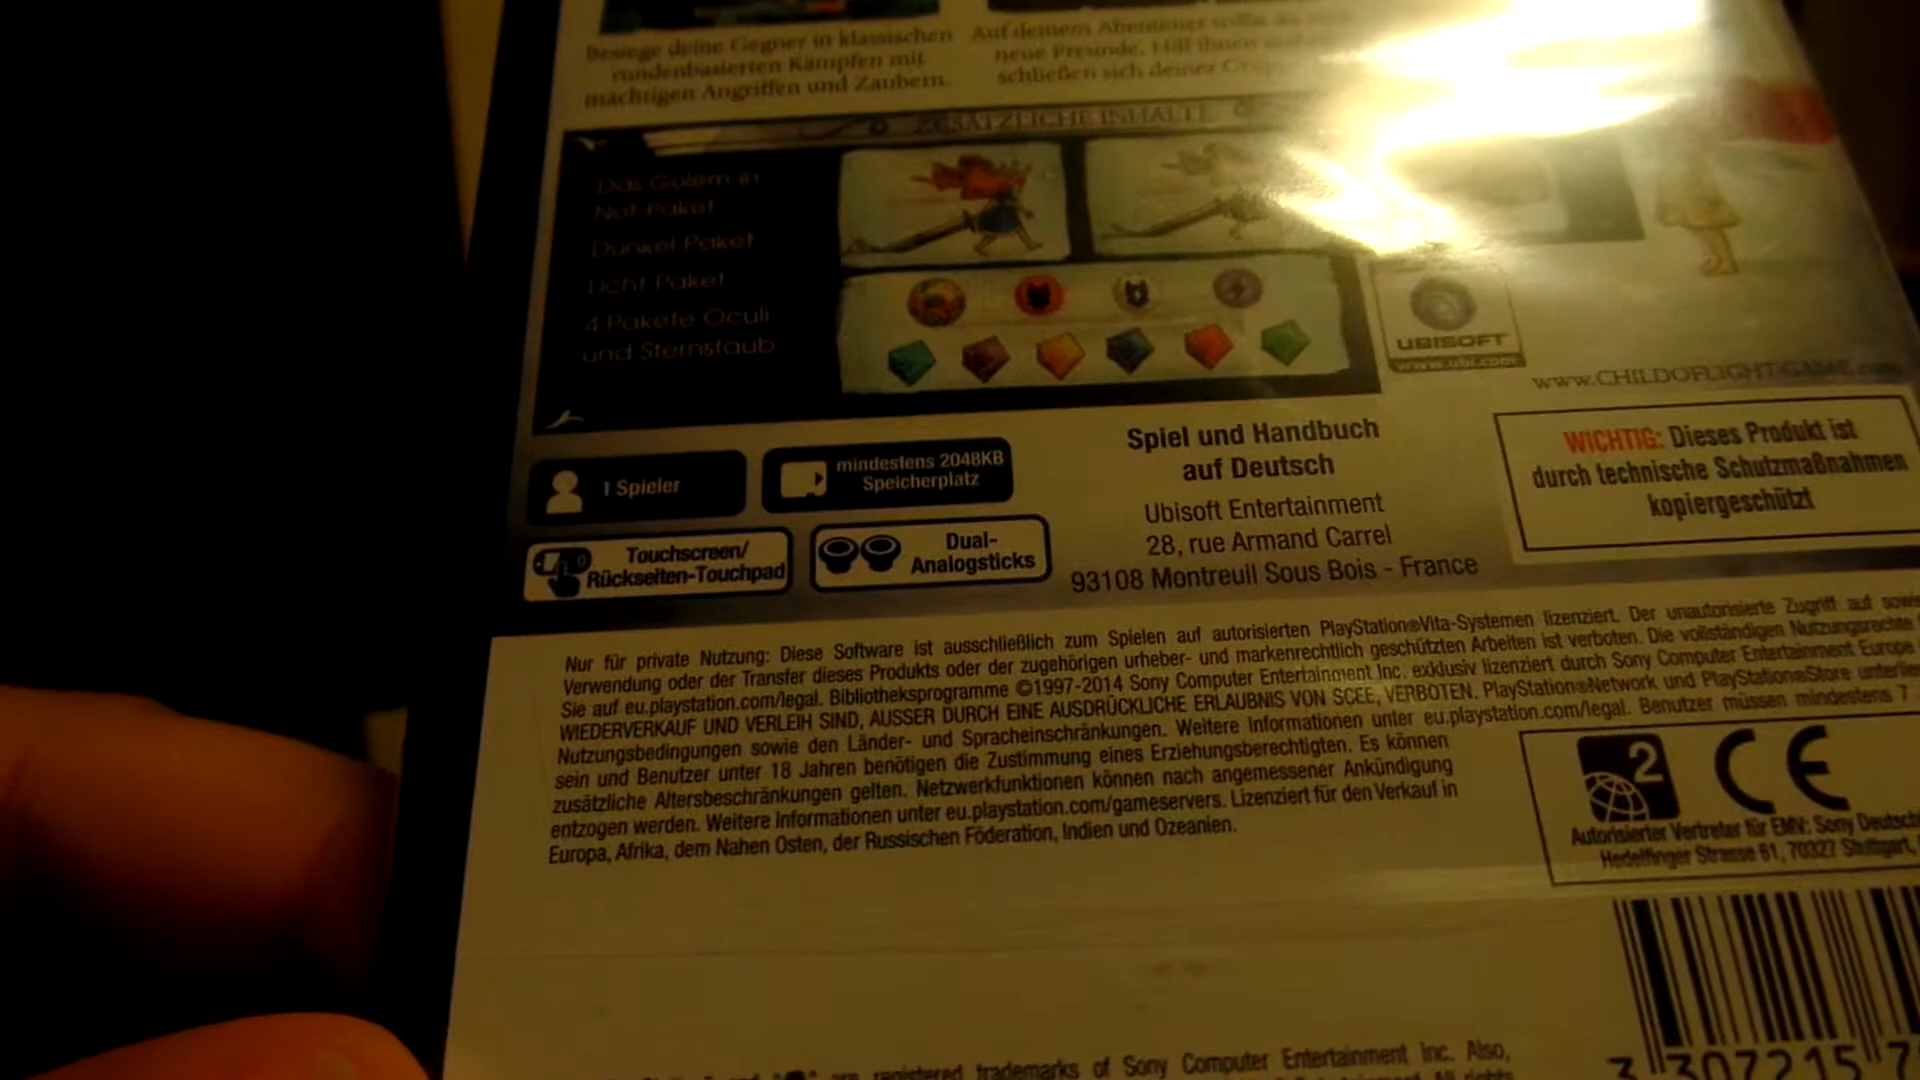 Besiege deine Gegner in klassischen
rundenbasierten Kämpfen mit
mächtigen Angriffen und Zaubern.
Auf deinem Abenteuer
neue Freunde. Hilf ihnen
schließen sich deiner
ZUSÄTZLICHE INHALTE
Das Golem-in-
Not-Paket
Dunkel Paket
Licht Paket
4 Pakete Oculi
und Sternstaub
UBISOFT
www.ubi.com
www.CHILDOFLIGHT-GAME.com
1 Spieler
mindestens 2048KB
Speicherplatz
Touchscreen/
Rückseiten-Touchpad
Dual-
Analogsticks
Spiel und Handbuch
auf Deutsch
Ubisoft Entertainment
28, rue Armand Carrel
93108 Montreuil Sous Bois - France
WICHTIG: Dieses Produkt ist
durch technische Schutzmaßnahmen
kopiergeschützt
Nur für private Nutzung: Diese Software ist ausschließlich zum Spielen auf autorisierten PlayStation®Vita-Systemen lizenziert. Der unautorisierte Zugriff auf sowie
Verwendung oder der Transfer dieses Produkts oder der zugehörigen urheber- und markenrechtlich geschützten Arbeiten ist verboten. Die vollständigen Nutzungsrechte
Sie auf eu.playstation.com/legal. Bibliotheksprogramme ©1997-2014 Sony Computer Entertainment Inc. exklusiv lizenziert durch Sony Computer Entertainment Europe
WIEDERVERKAUF UND VERLEIH SIND, AUSSER DURCH EINE AUSDRÜCKLICHE ERLAUBNIS VON SCEE, VERBOTEN. PlayStation®Network und PlayStation®Store unterlie
Nutzungsbedingungen sowie den Länder- und Spracheinschränkungen. Weitere Informationen unter eu.playstation.com/legal. Benutzer müssen mindestens 7
sein und Benutzer unter 18 Jahren benötigen die Zustimmung eines Erziehungsberechtigten. Es können
zusätzliche Altersbeschränkungen gelten. Netzwerkfunktionen können nach angemessener Ankündigung
entzogen werden. Weitere Informationen unter eu.playstation.com/gameservers. Lizenziert für den Verkauf in
Europa, Afrika, dem Nahen Osten, der Russischen Föderation, Indien und Ozeanien.
2 CE
Autorisierter Vertreter für EMV: Sony Deutschl
Hedelfinger Strasse 61, 70327 Stuttgart,
are registered trademarks of Sony Computer Entertainment Inc. Also,
3 307215 7